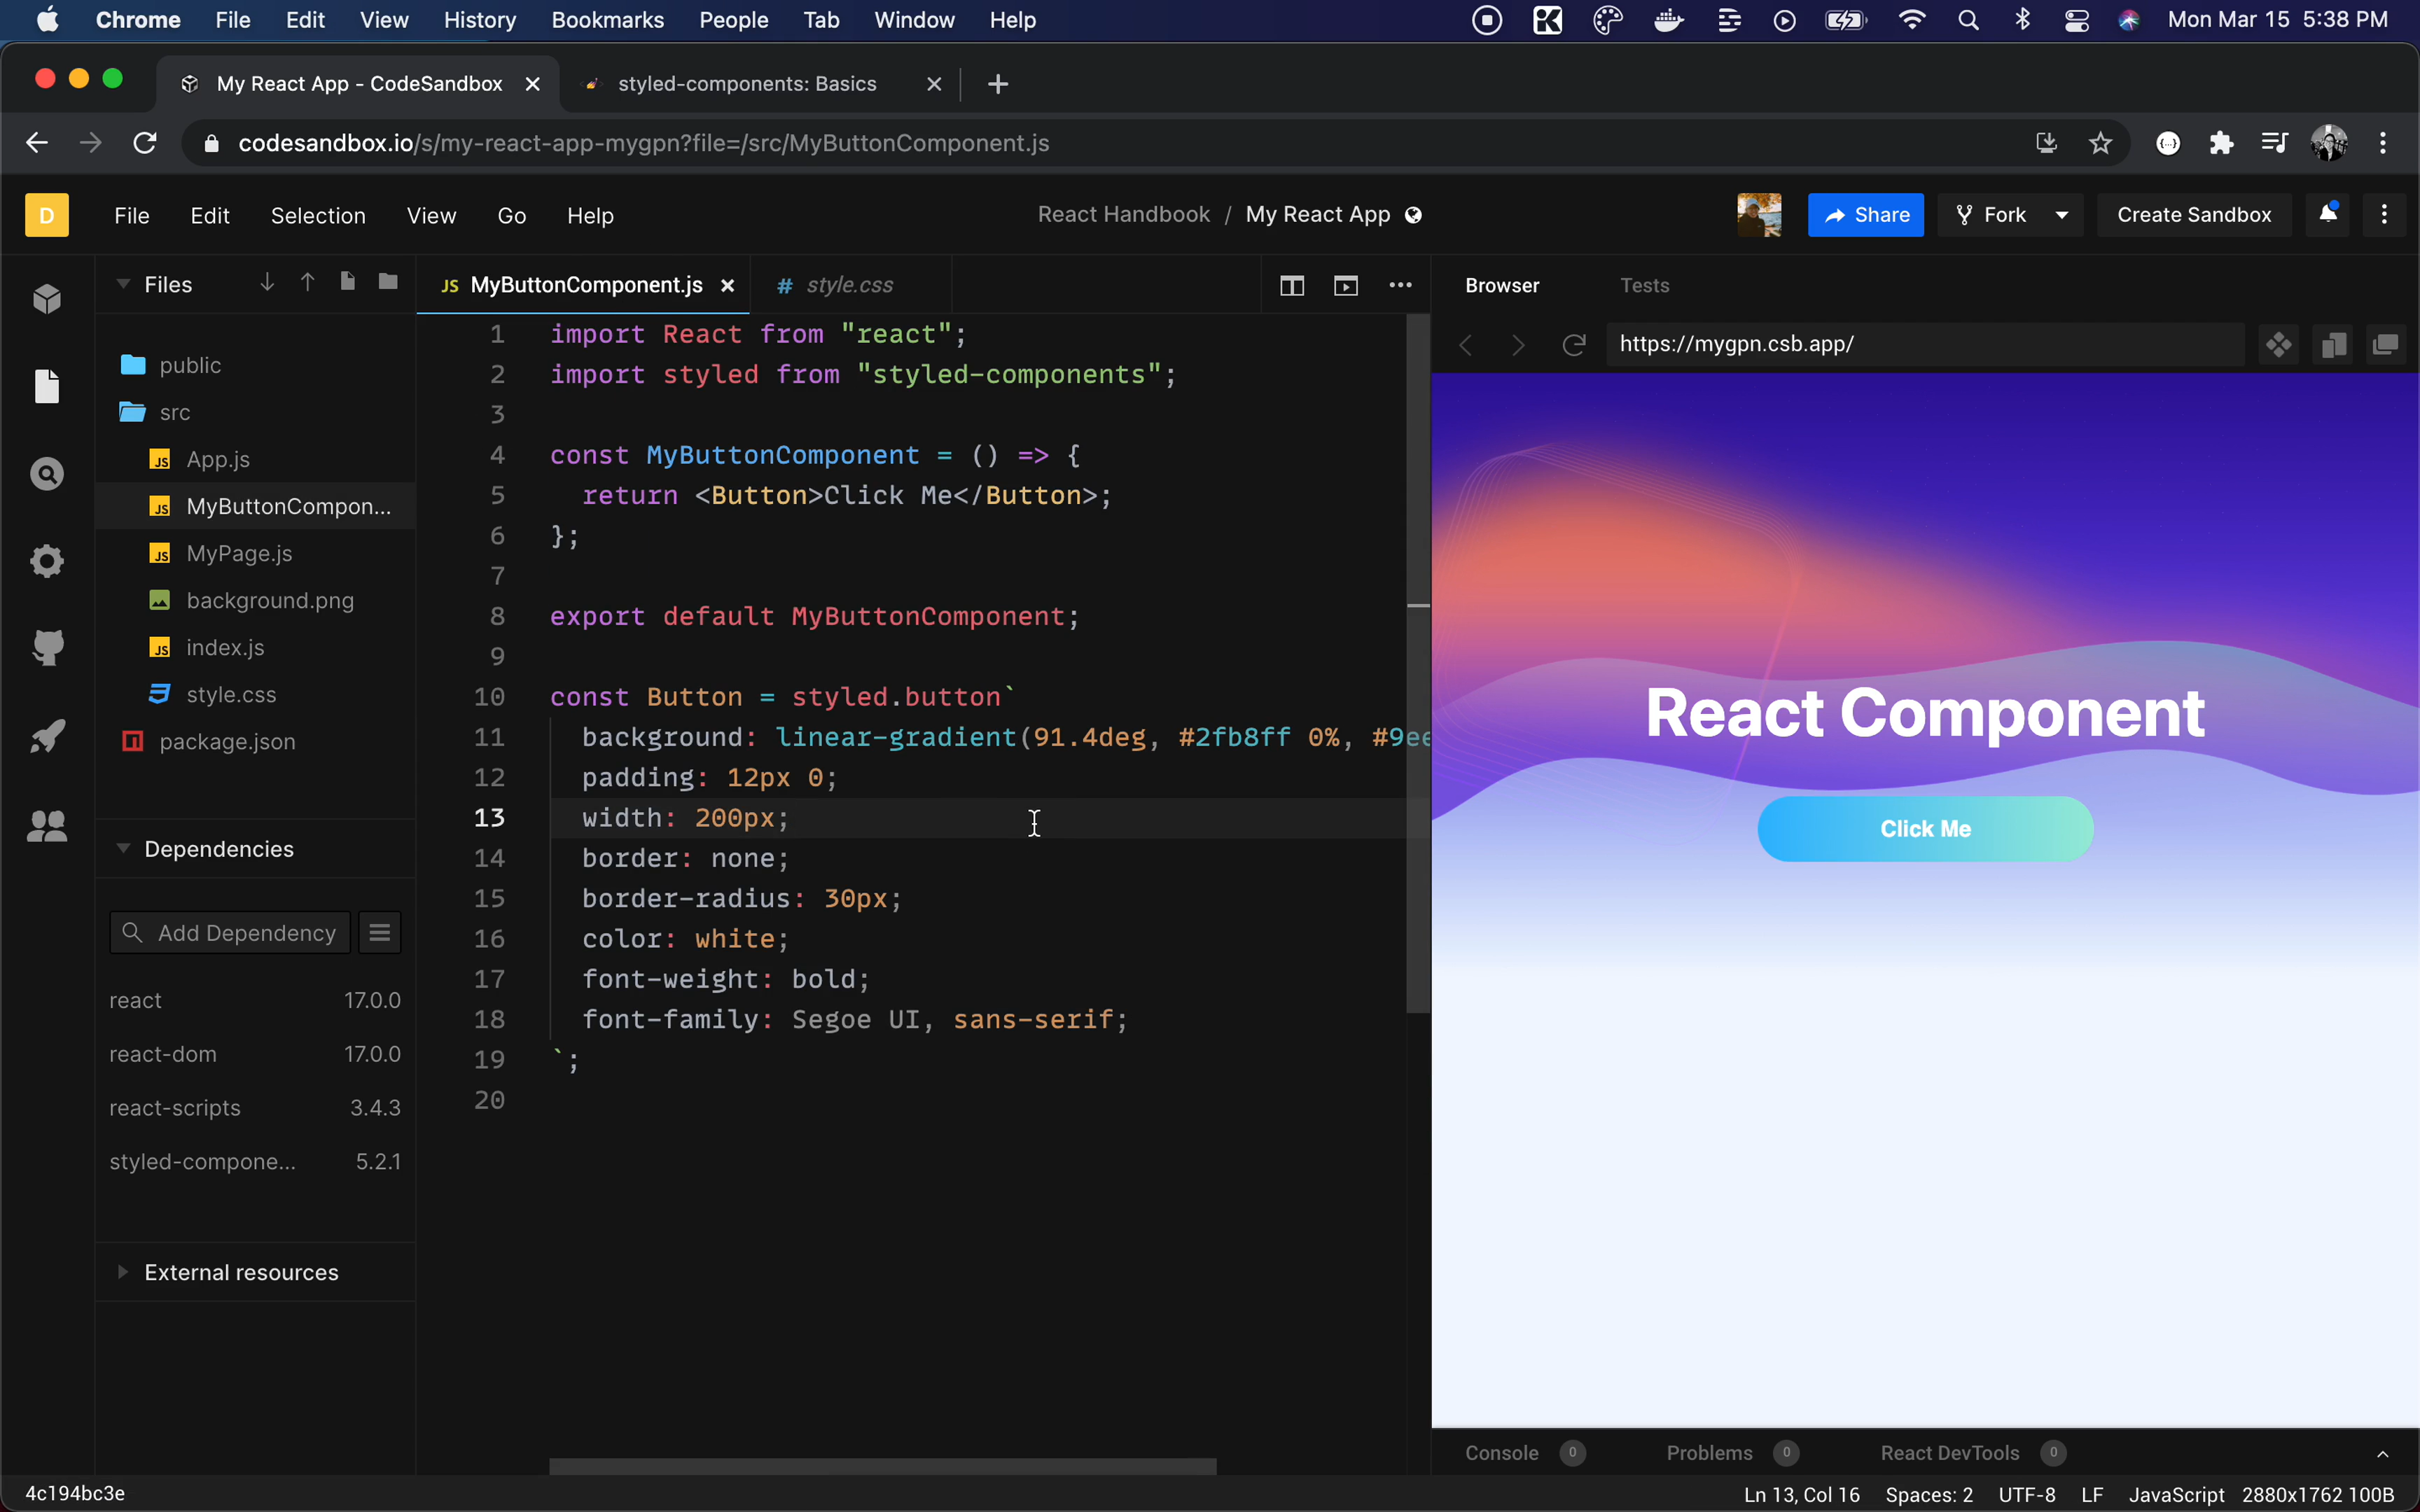 Chrome File Edit View History Bookmarks People Tab Window Help Mon Mar 15 5:38 PM
My React App - CodeSandbox styled-components: Basics
codesandbox.io/s/my-react-app-mygpn?file=/src/MyButtonComponent.js
D File Edit Selection View Go Help React Handbook / My React App Share Fork Create Sandbox
Files
public
src
JS App.js
JS MyButtonCompon...
JS MyPage.js
background.png
JS index.js
style.css
package.json
Dependencies
Add Dependency
react 17.0.0
react-dom 17.0.0
react-scripts 3.4.3
styled-compone... 5.2.1
External resources
JS MyButtonComponent.js # style.css
1 import React from "react";
2 import styled from "styled-components";
3
4 const MyButtonComponent = () => {
5 return <Button>Click Me</Button>;
6 };
7
8 export default MyButtonComponent;
9
10 const Button = styled.button`
11 background: linear-gradient(91.4deg, #2fb8ff 0%, #9ee
12 padding: 12px 0;
13 width: 200px;
14 border: none;
15 border-radius: 30px;
16 color: white;
17 font-weight: bold;
18 font-family: Segoe UI, sans-serif;
19 `;
20
Browser Tests
https://mygpn.csb.app/
React Component
Click Me
Console 0 Problems 0 React DevTools 0
4c194bc3e Ln 13, Col 16 Spaces: 2 UTF-8 LF JavaScript 2880x1762 100B